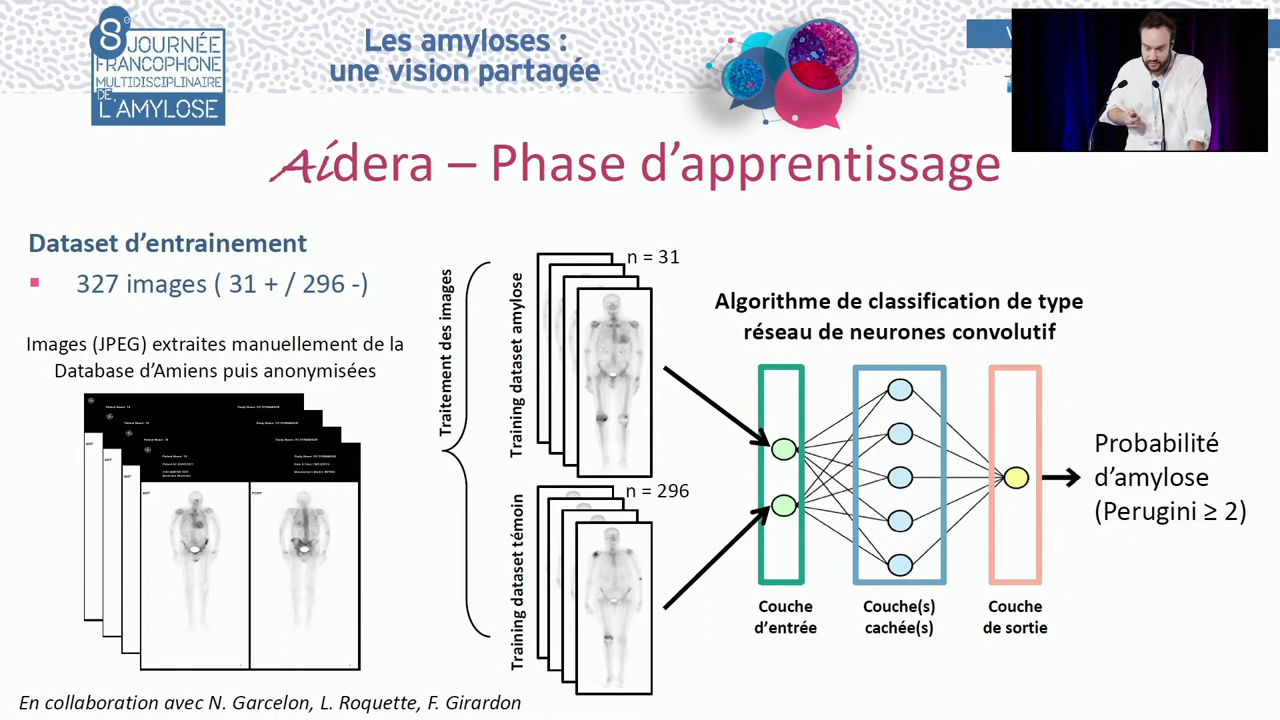 8e JOURNÉE
FRANCOPHONE
MULTIDISCIPLINAIRE
DE
L'AMYLOSE
Les amyloses :
une vision partagée
Aidera – Phase d'apprentissage
Dataset d'entrainement
327 images ( 31 + / 296 -)
Images (JPEG) extraites manuellement de la
Database d'Amiens puis anonymisées
ANT
POST
Traitement des images
Training dataset amylose
n = 31
Training dataset témoin
n = 296
Algorithme de classification de type
réseau de neurones convolutif
Couche
d'entrée
Couche(s)
cachée(s)
Couche
de sortie
Probabilité
d'amylose
(Perugini ≥ 2)
En collaboration avec N. Garcelon, L. Roquette, F. Girardon